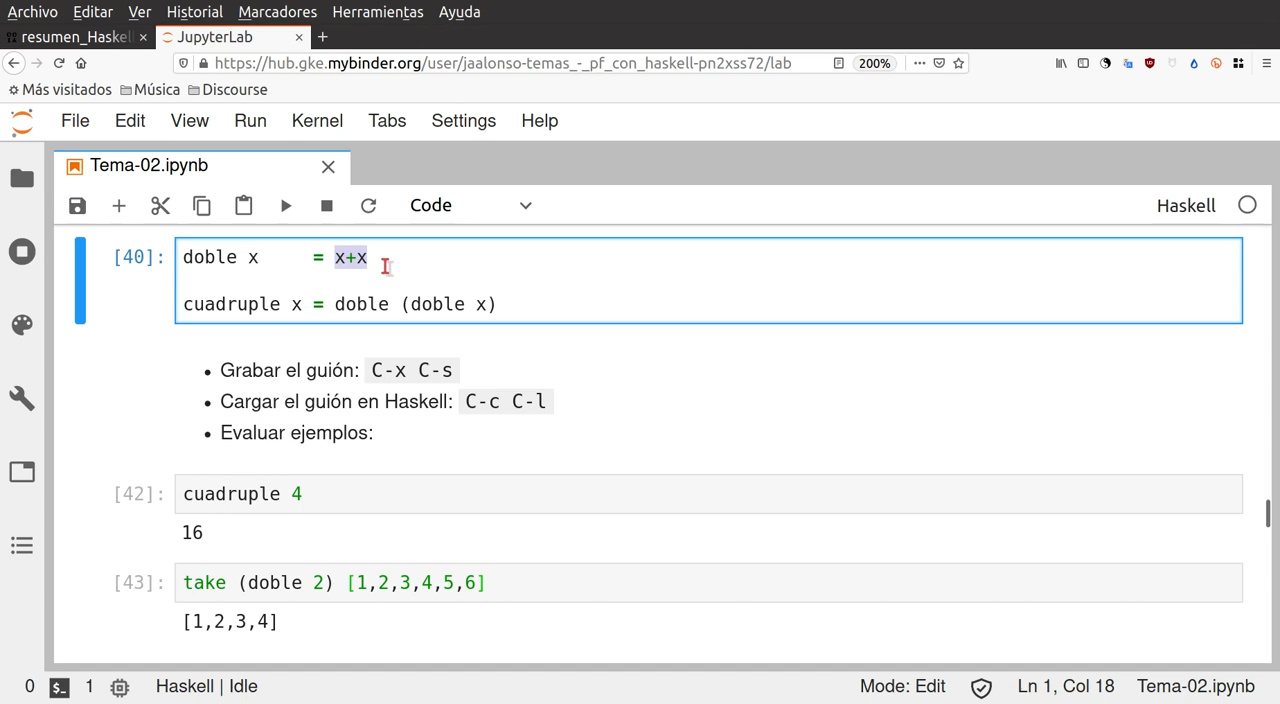 Archivo Editar Ver Historial Marcadores Herramientas Ayuda
resumen_Haskel × JupyterLab × +
https://hub.gke.mybinder.org/user/jaalonso-temas_-_pf_con_haskell-pn2xss72/lab 200%
Más visitados Música Discourse
File Edit View Run Kernel Tabs Settings Help
Tema-02.ipynb
Code Haskell
[40]: doble x = x+x
cuadruple x = doble (doble x)
• Grabar el guión: C-x C-s
• Cargar el guión en Haskell: C-c C-l
• Evaluar ejemplos:
[42]: cuadruple 4
16
[43]: take (doble 2) [1,2,3,4,5,6]
[1,2,3,4]
0 $_ 1 Haskell | Idle Mode: Edit Ln 1, Col 18 Tema-02.ipynb